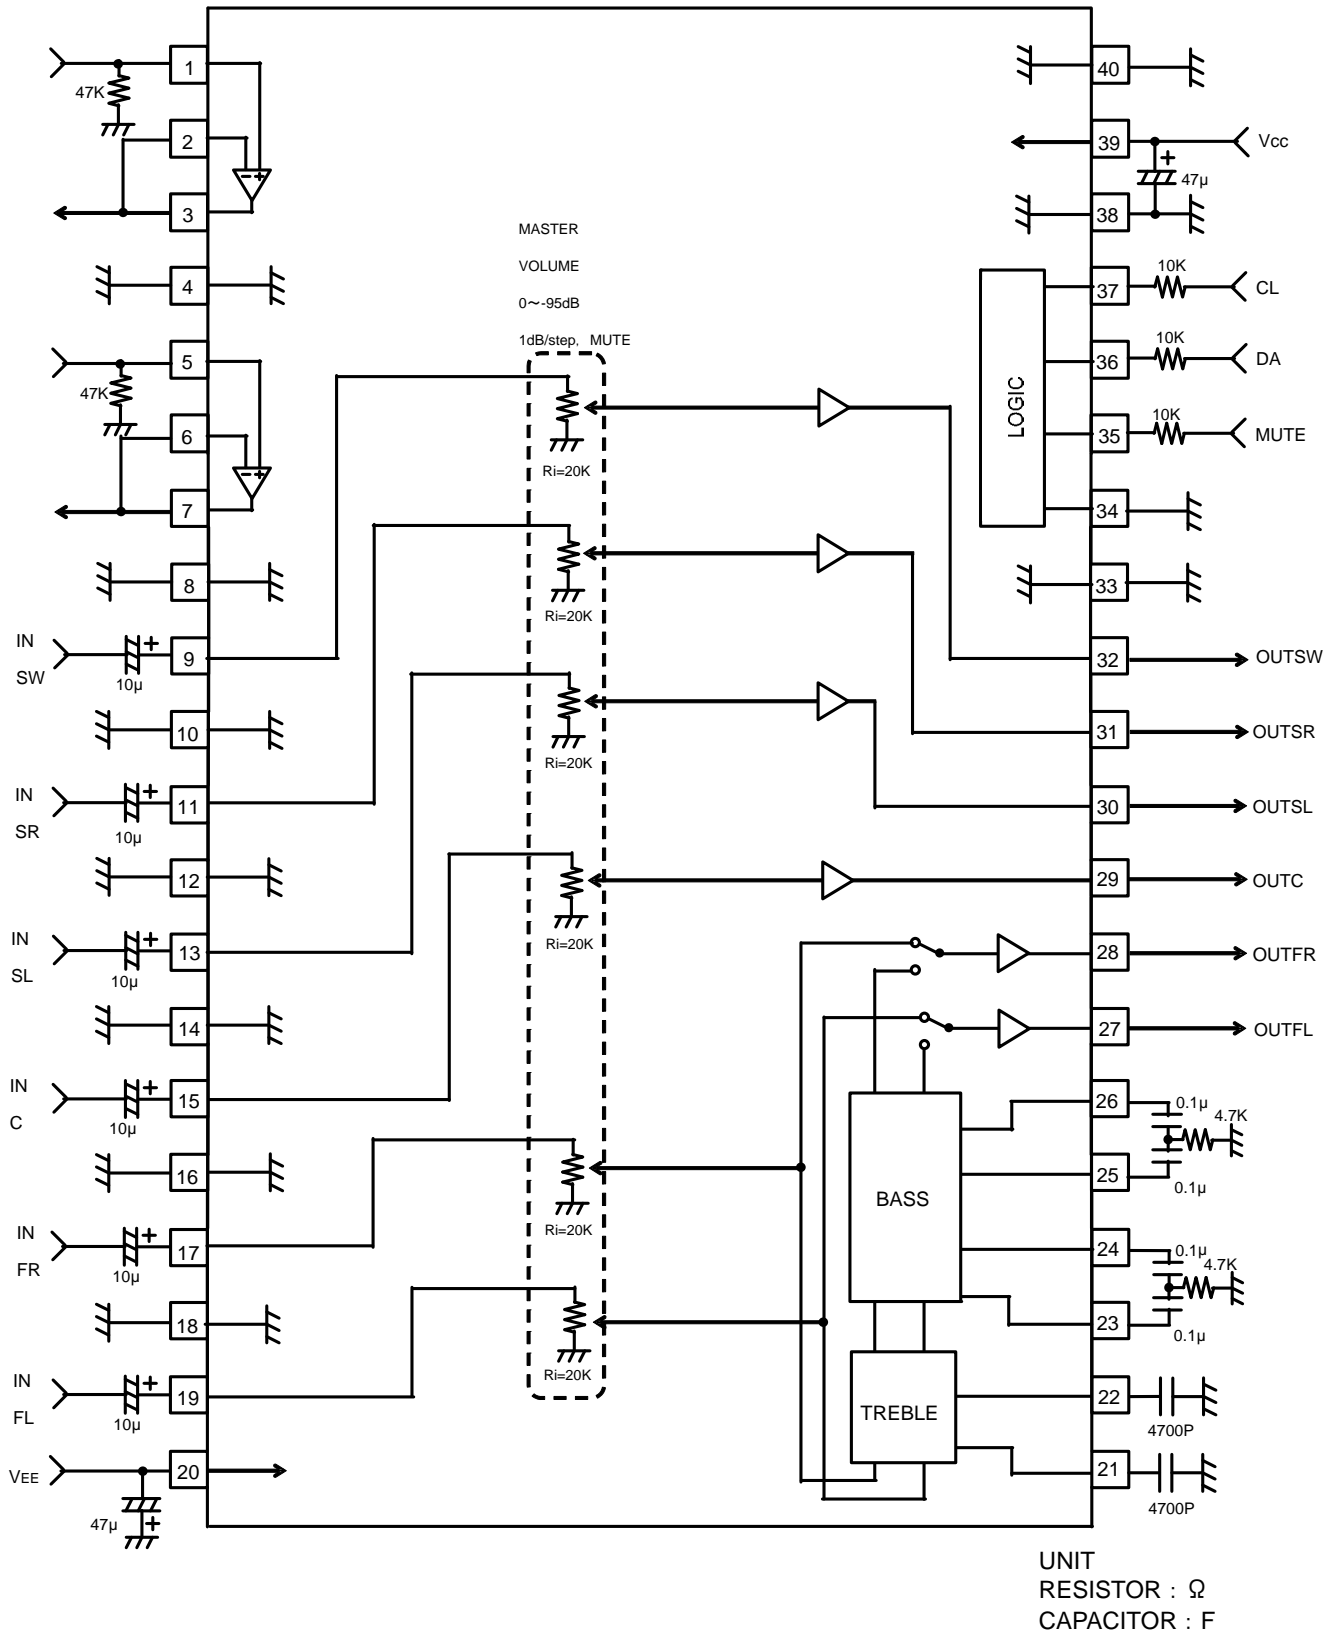 1
40
47K
2
39
Vcc
+
47µ
- +
3
38
MASTER
VOLUME
0～-95dB
1dB/step, MUTE
4
37
10K
CL
5
36
10K
DA
47K
LOGIC
6
35
10K
MUTE
- +
Ri=20K
7
34
8
33
Ri=20K
IN
SW
+
10µ
9
32
OUTSW
10
31
OUTSR
Ri=20K
IN
SR
+
10µ
11
30
OUTSL
12
29
OUTC
Ri=20K
IN
SL
+
10µ
13
28
OUTFR
14
27
OUTFL
IN
C
+
10µ
15
26
0.1µ
4.7K
16
25
0.1µ
BASS
Ri=20K
IN
FR
+
10µ
17
24
0.1µ
4.7K
18
23
0.1µ
Ri=20K
IN
FL
+
10µ
19
22
4700P
TREBLE
VEE
20
21
4700P
47µ
+
UNIT
RESISTOR : Ω
CAPACITOR : F